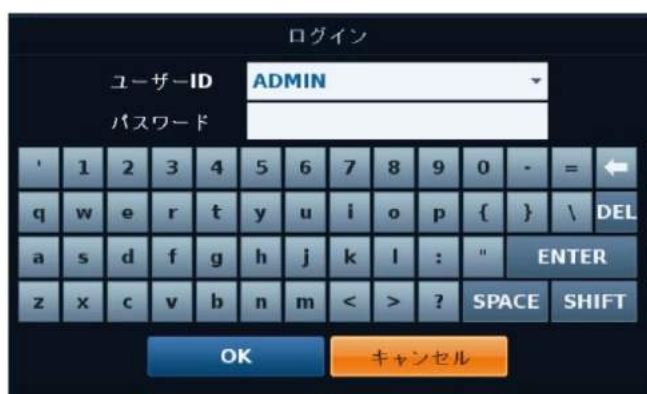 ログイン
ユーザーID ADMIN
パスワード
' 1 2 3 4 5 6 7 8 9 0 - =
q w e r t y u i o p { } \ DEL
a s d f g h j k l : " ENTER
z x c v b n m < > ? SPACE SHIFT
OK キャンセル